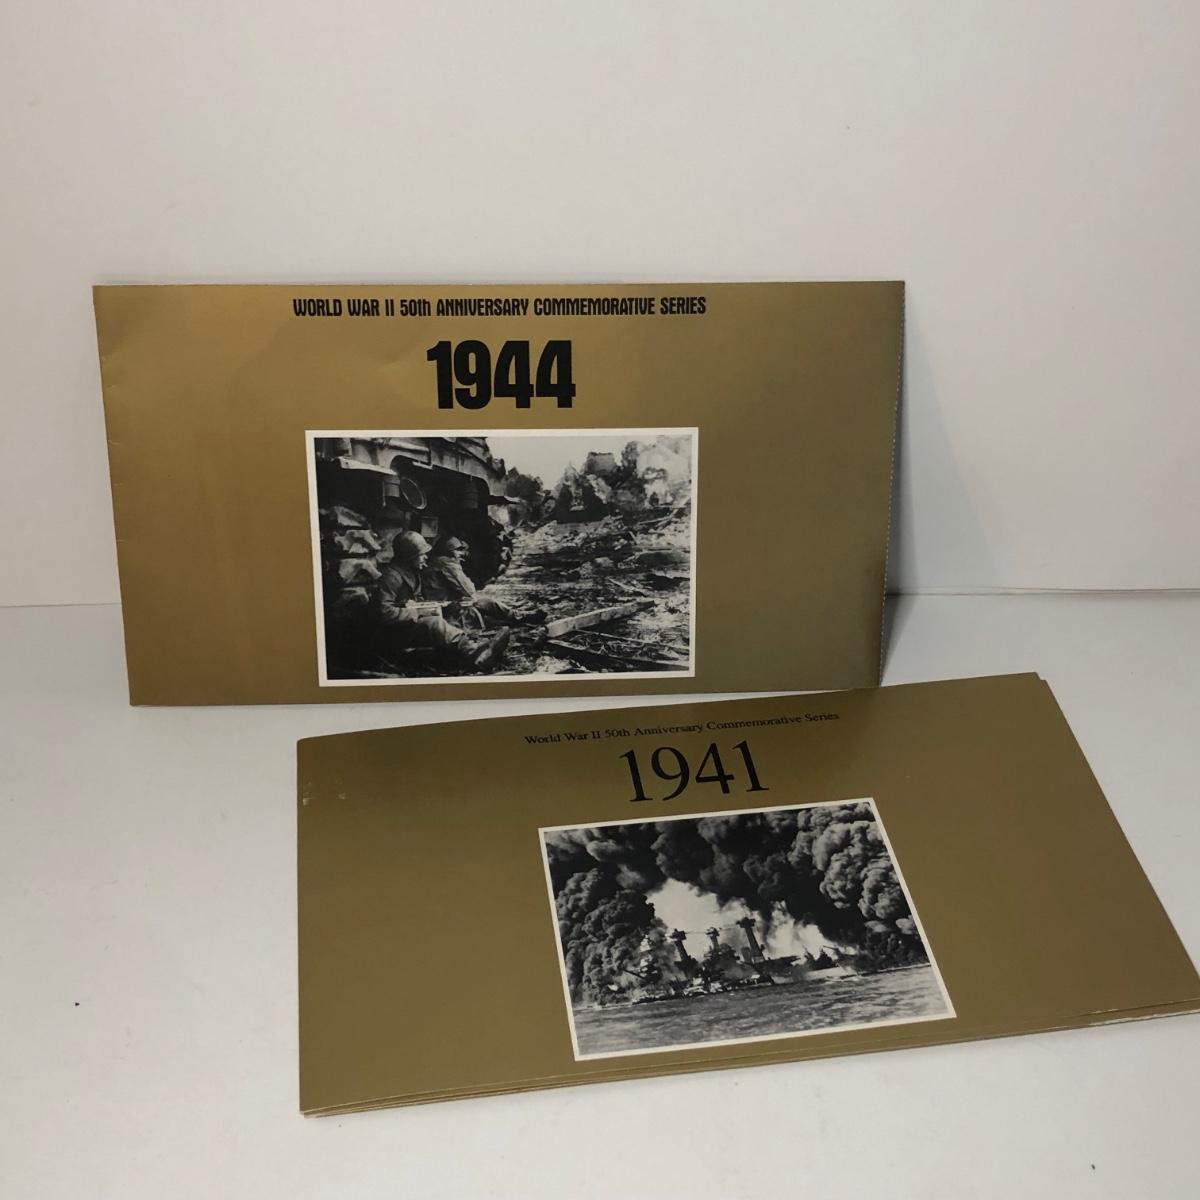 WORLD WAR II 50th ANNIVERSARY COMMEMORATIVE SERIES
1944
World War II 50th Anniversary Commemorative Series
1941